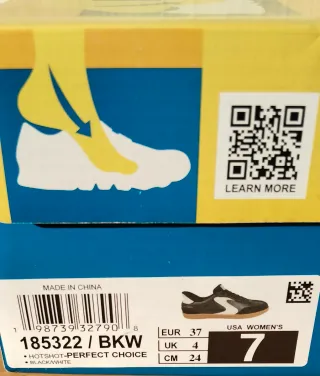 LEARN MORE
MADE IN CHINA
1 98739 32790 8
185322 / BKW
• HOTSHOT-PERFECT CHOICE
• BLACK/WHITE
EUR 37
UK 4
CM 24
USA WOMEN'S
7